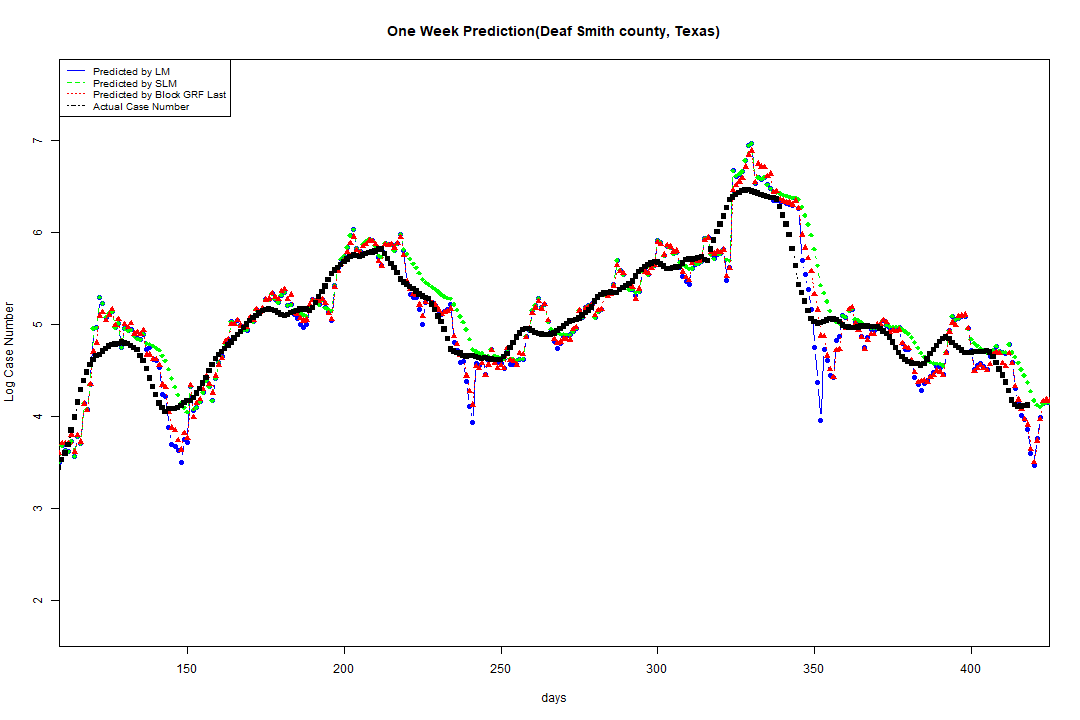 One Week Prediction(Deaf Smith county, Texas)
Predicted by LM
Predicted by SLM
Predicted by Block GRF Last
Actual Case Number
7
6
5
4
3
2
Log Case Number
150 200 250 300 350 400
days